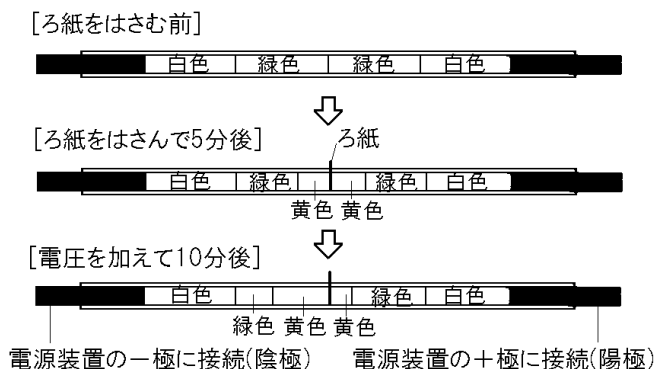 [ろ紙をはさむ前]
白色 緑色 緑色 白色
[ろ紙をはさんで5分後]
ろ紙
白色 緑色 緑色 白色
黄色 黄色
[電圧を加えて10分後]
白色 緑色 白色
緑色 黄色 黄色
電源装置の－極に接続(陰極) 電源装置の＋極に接続(陽極)